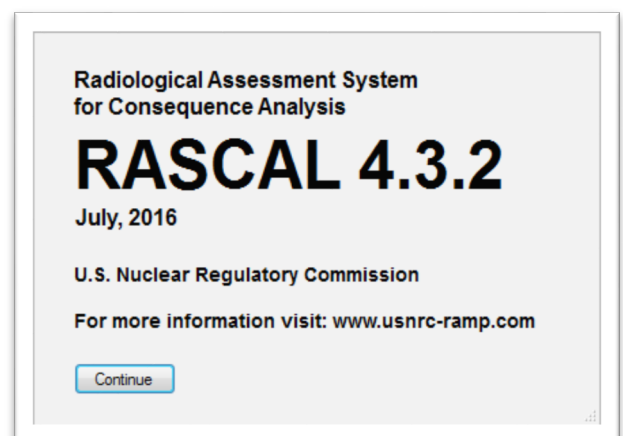 Radiological Assessment System
for Consequence Analysis
RASCAL 4.3.2
July, 2016
U.S. Nuclear Regulatory Commission
For more information visit: www.usnrc-ramp.com
Continue